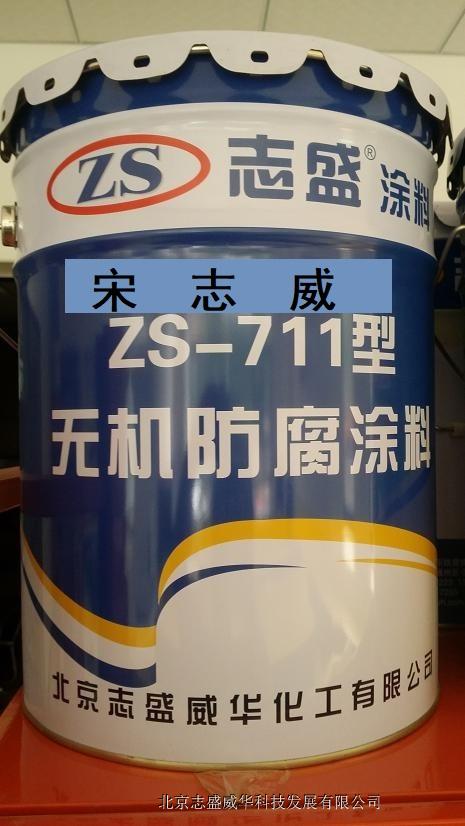 ZS 志盛® 涂料
宋志威
ZS-711型
无机防腐涂料
北京志盛威华化工有限公司
北京志盛威华科技发展有限公司